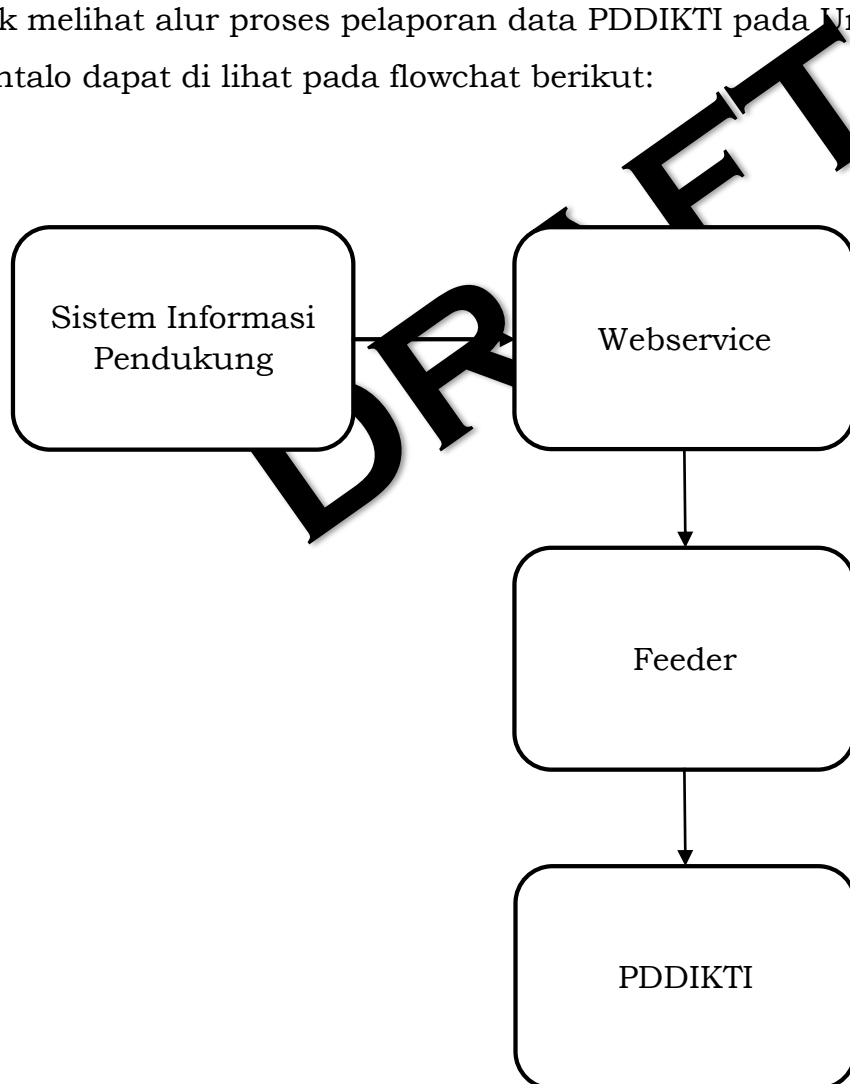 melihat alur proses pelaporan data PDDIKTI pada
dapat di lihat pada flowchat berikut:
DRAFT
Sistem Informasi
Pendukung
Webservice
Feeder
PDDIKTI